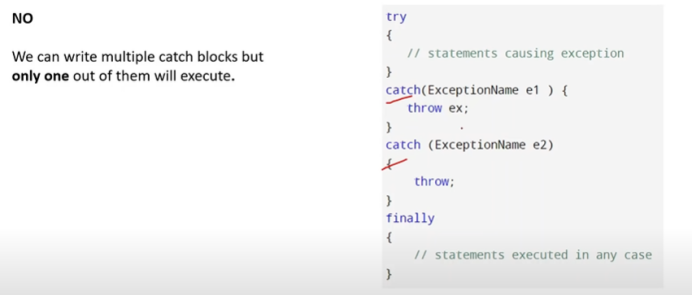 NO
We can write multiple catch blocks but
only one out of them will execute.
try
{
// statements causing exception
}
catch(ExceptionName e1 ) {
throw ex;
}
catch (ExceptionName e2)
{
throw;
}
finally
{
// statements executed in any case
}